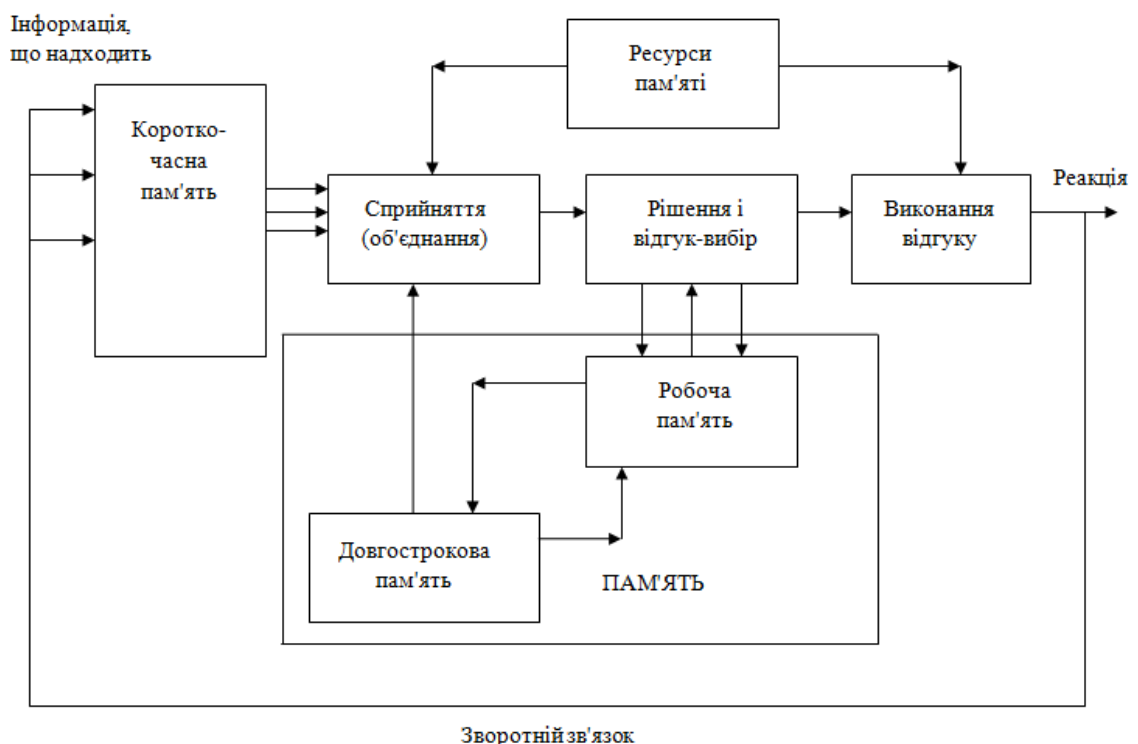 Інформація,
що надходить
Ресурси
пам'яті
Коротко-
часна
пам'ять
Сприйняття
(об'єднання)
Рішення і
відгук-вибір
Виконання
відгуку
Реакція
Робоча
пам'ять
Довгострокова
пам'ять
ПАМ'ЯТЬ
Зворотній зв'язок